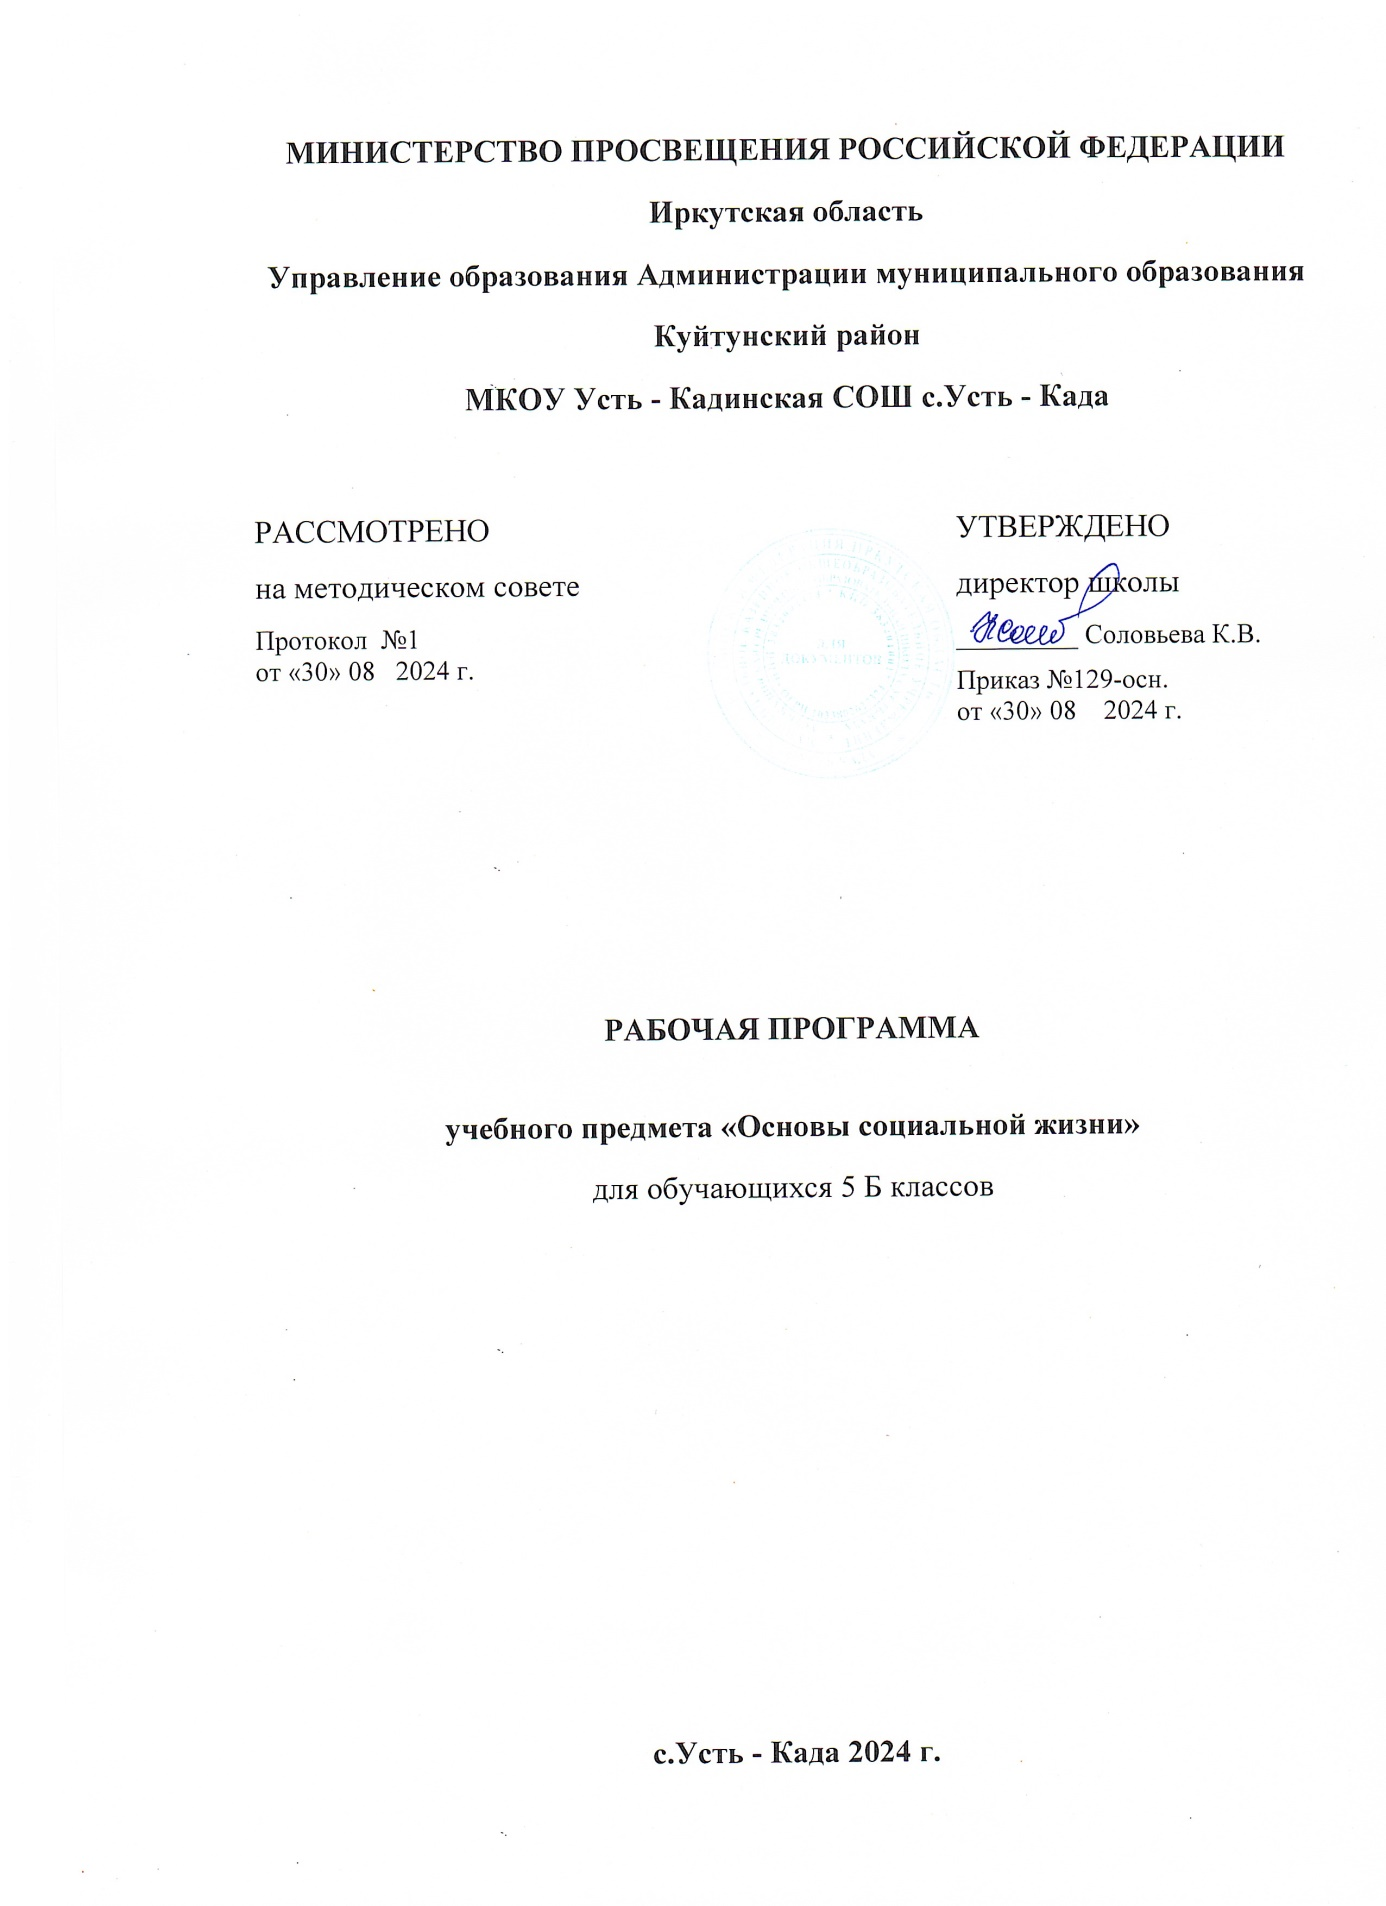 МИНИСТЕРСТВО ПРОСВЕЩЕНИЯ РОССИЙСКОЙ ФЕДЕРАЦИИ
Иркутская область
Управление образования Администрации муниципального образования
Куйтунский район
МКОУ Усть - Кадинская СОШ с.Усть - Када
РАССМОТРЕНО
на методическом совете
Протокол №1
от «30» 08 2024 г.
УТВЕРЖДЕНО
директор школы
Соловьева К.В.
Приказ №129-осн.
от «30» 08 2024 г.
ДЛЯ
ДОКУМЕНТОВ
РАБОЧАЯ ПРОГРАММА
учебного предмета «Основы социальной жизни»
для обучающихся 5 Б классов
с.Усть - Када 2024 г.